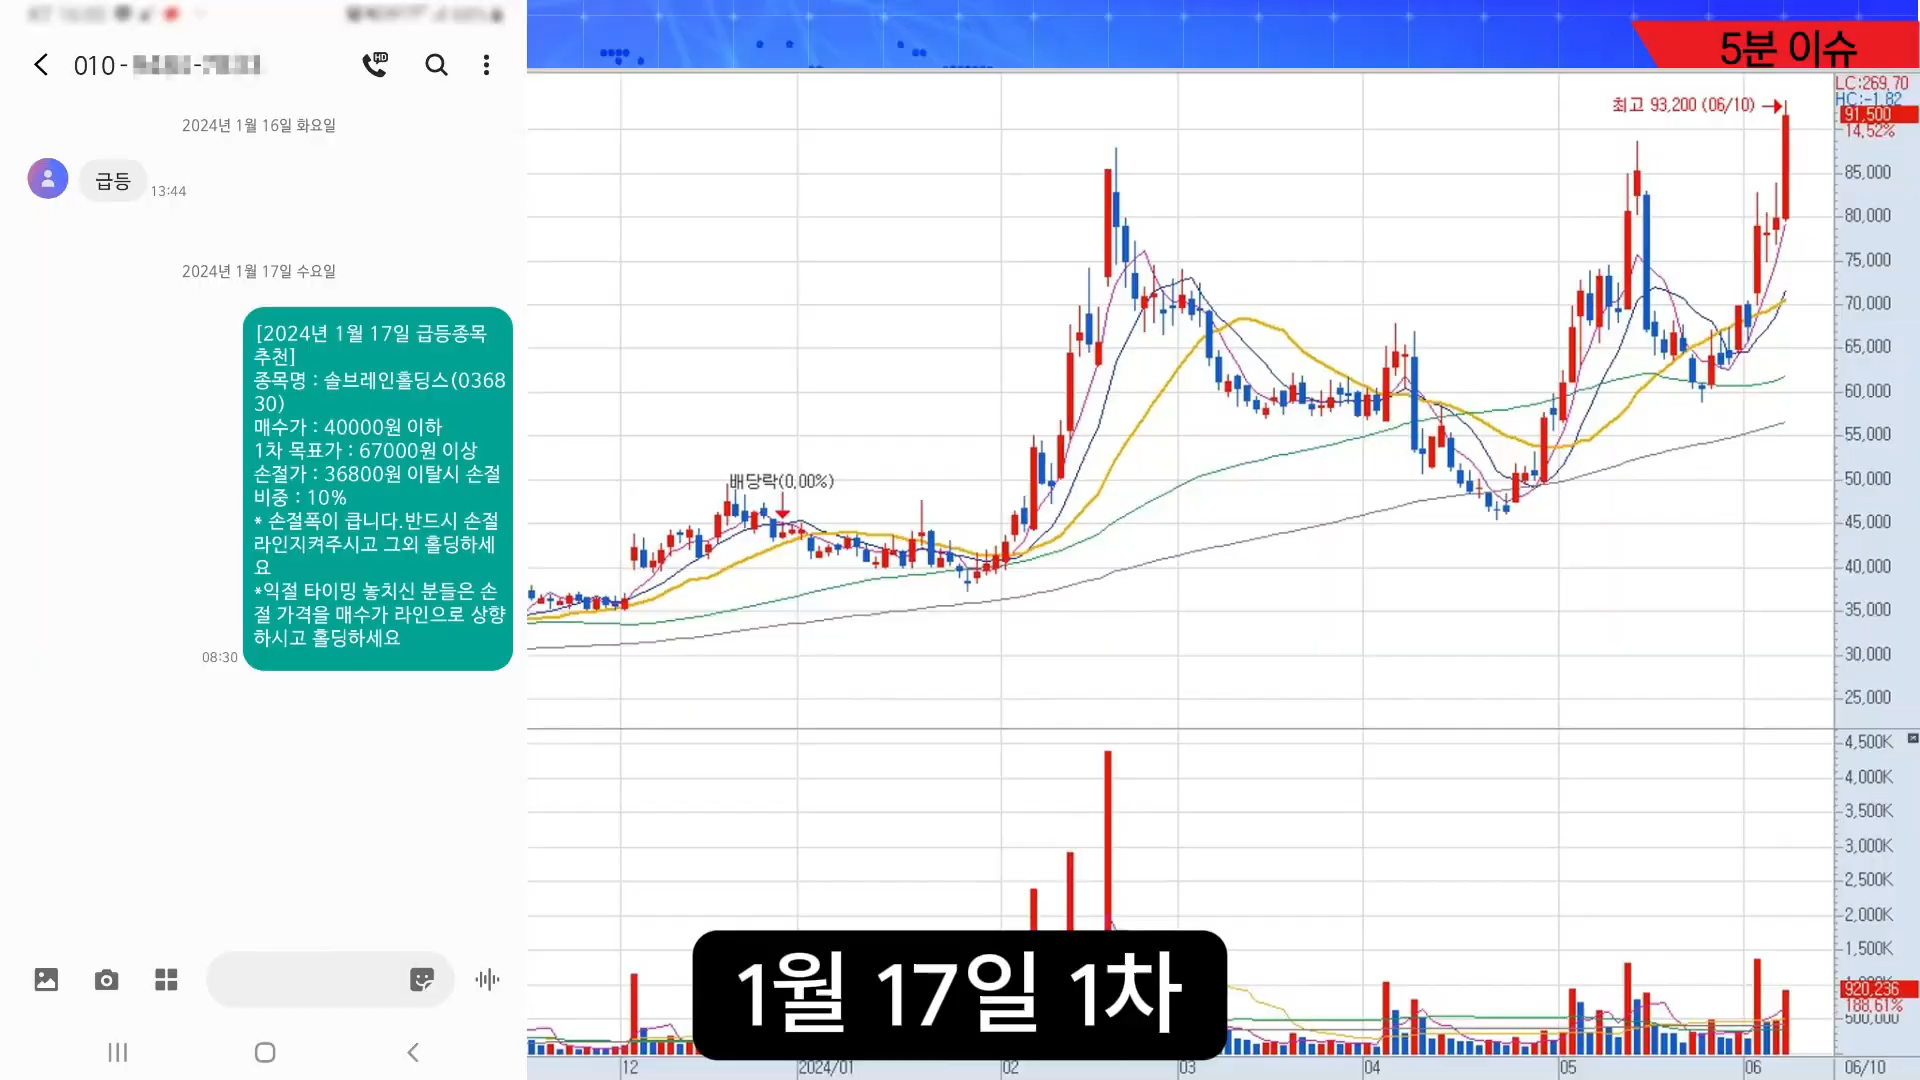 010 -
2024년 1월 16일 화요일
급등
13:44
2024년 1월 17일 수요일
[2024년 1월 17일 급등종목
추천]
종목명 : 솔브레인홀딩스(0368
30)
매수가 : 40000원 이하
1차 목표가 : 67000원 이상
손절가 : 36800원 이탈시 손절
비중 : 10%
* 손절폭이 큽니다.반드시 손절
라인지켜주시고 그외 홀딩하세
요
*익절 타이밍 놓치신 분들은 손
절 가격을 매수가 라인으로 상향
하시고 홀딩하세요
08:30
5분 이슈
LC:269.70
HC:-1.82
최고 93,200 (06/10)
91,500
14.52%
85,000
80,000
75,000
70,000
65,000
60,000
55,000
배당락(0.00%)
50,000
45,000
40,000
35,000
30,000
25,000
4,500K
4,000K
3,500K
3,000K
2,500K
2,000K
1,500K
920,236
188.61%
500,000
1월 17일 1차
12
2024/01
02
03
04
05
06
06/10